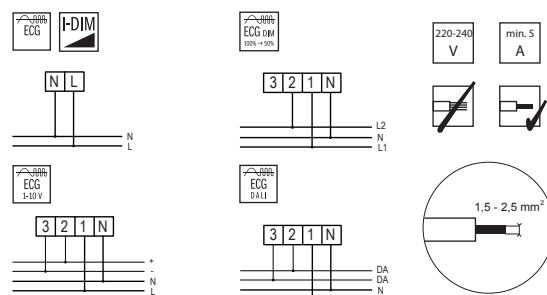 ECG
I-DIM
N L
N
L
ECG DIM
100%→50%
3 2 1 N
L2
N
L1
220-240
V
min. 5
A
ECG
1-10 V
3 2 1 N
+
-
N
L
ECG
DALI
3 2 1 N
DA
DA
N
1,5 - 2,5 mm²